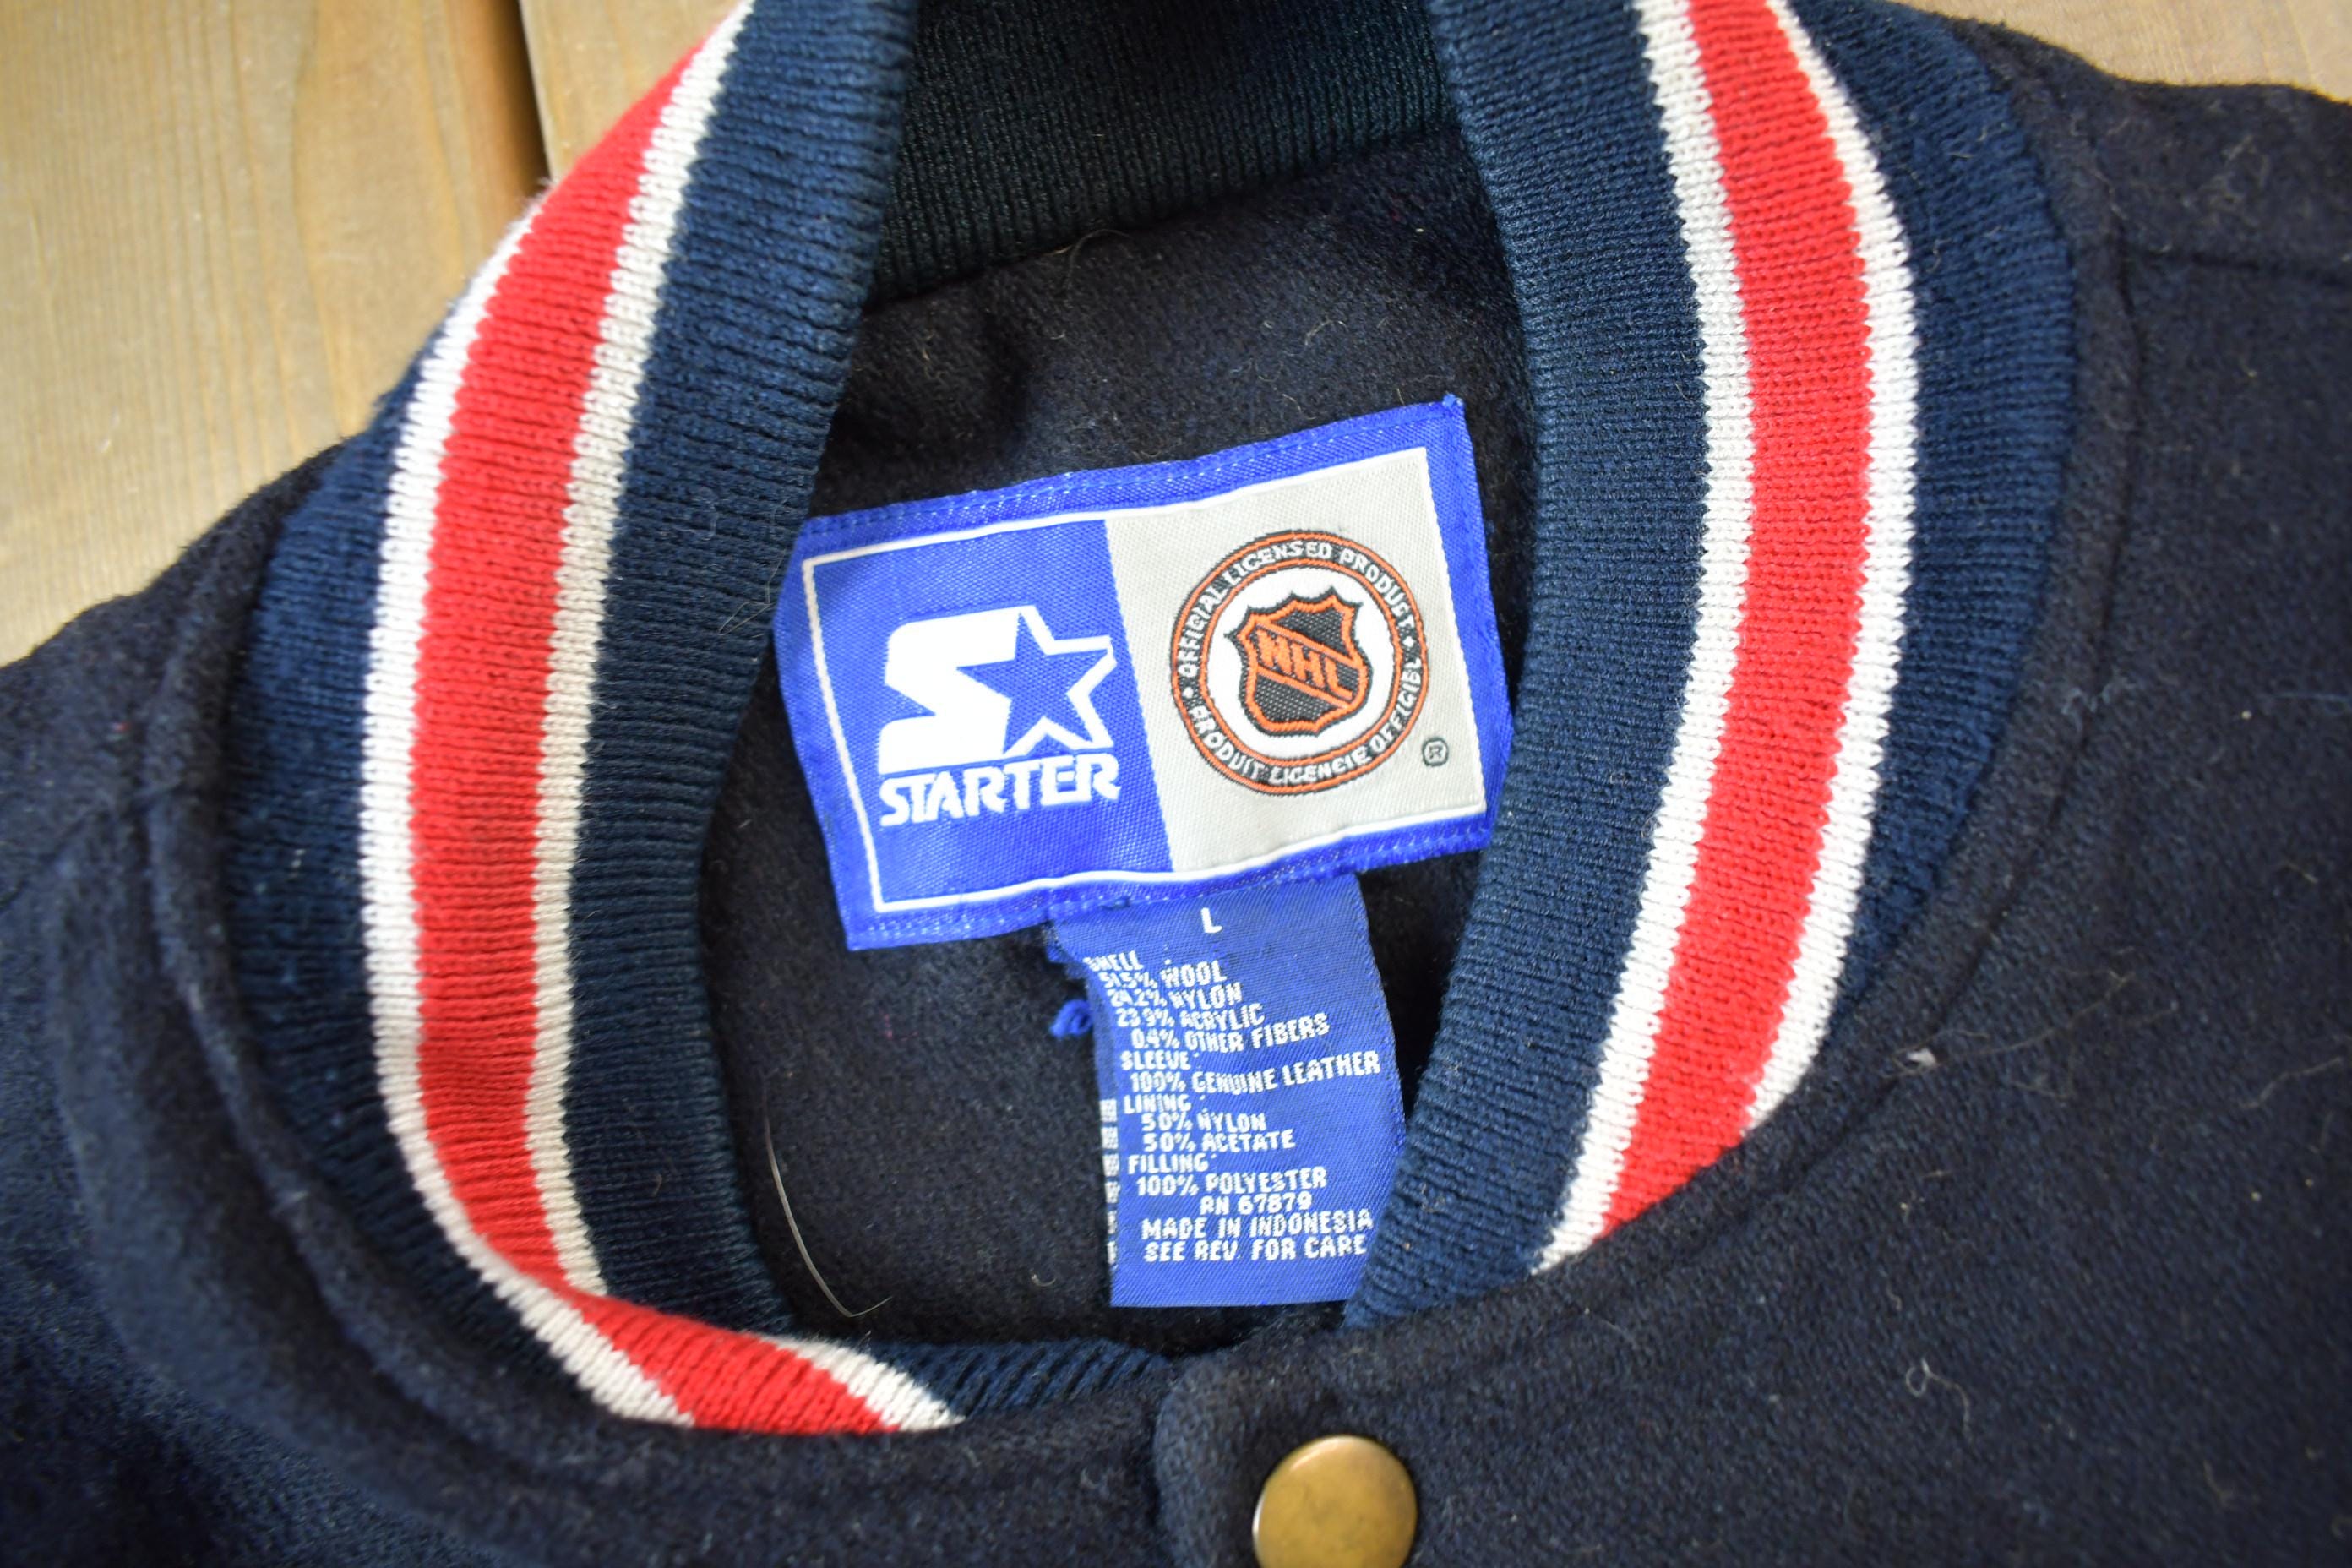 STARTER
OFFICIAL LICENSED PRODUCT
NHL
PRODUIT LICENCIE OFFICIEL
®
L
SHELL
51.5% WOOL
24.2% NYLON
23.9% ACRYLIC
0.4% OTHER FIBERS
SLEEVE:
100% GENUINE LEATHER
LINING:
50% NYLON
50% ACETATE
FILLING:
100% POLYESTER
RN 67879
MADE IN INDONESIA
SEE REV. FOR CARE